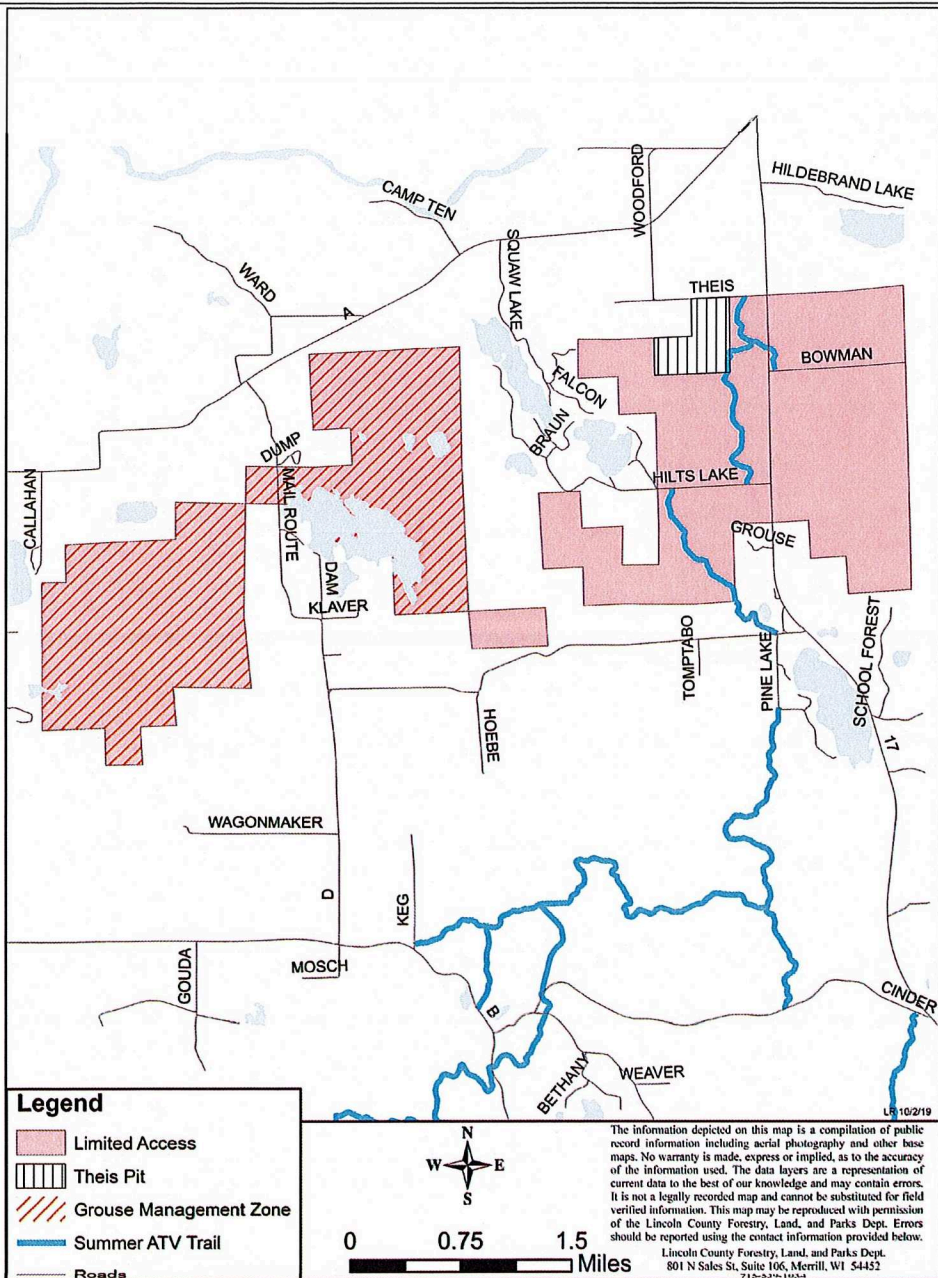 HILDEBRAND LAKE
WOODFORD
CAMP TEN
SQUAW LAKE
WARD
THEIS
A
BOWMAN
FALCON
BRAUN
DUMP
HILTS LAKE
CALLAHAN
MAIL ROUTE
GROUSE
DAM
KLAVER
TOMPTABO
PINE LAKE
SCHOOL FOREST
HOEBE
17
WAGONMAKER
D
KEG
GOUDA
MOSCH
B
CINDER
BETHANY
WEAVER
LR 10/2/19
Legend
Limited Access
Theis Pit
Grouse Management Zone
Summer ATV Trail
Roads
N
W E
S
0 0.75 1.5
Miles
The information depicted on this map is a compilation of public
record information including aerial photography and other base
maps. No warranty is made, express or implied, as to the accuracy
of the information used. The data layers are a representation of
current data to the best of our knowledge and may contain errors.
It is not a legally recorded map and cannot be substituted for field
verified information. This map may be reproduced with permission
of the Lincoln County Forestry, Land, and Parks Dept. Errors
should be reported using the contact information provided below.
Lincoln County Forestry, Land, and Parks Dept.
801 N Sales St, Suite 106, Merrill, WI 54452